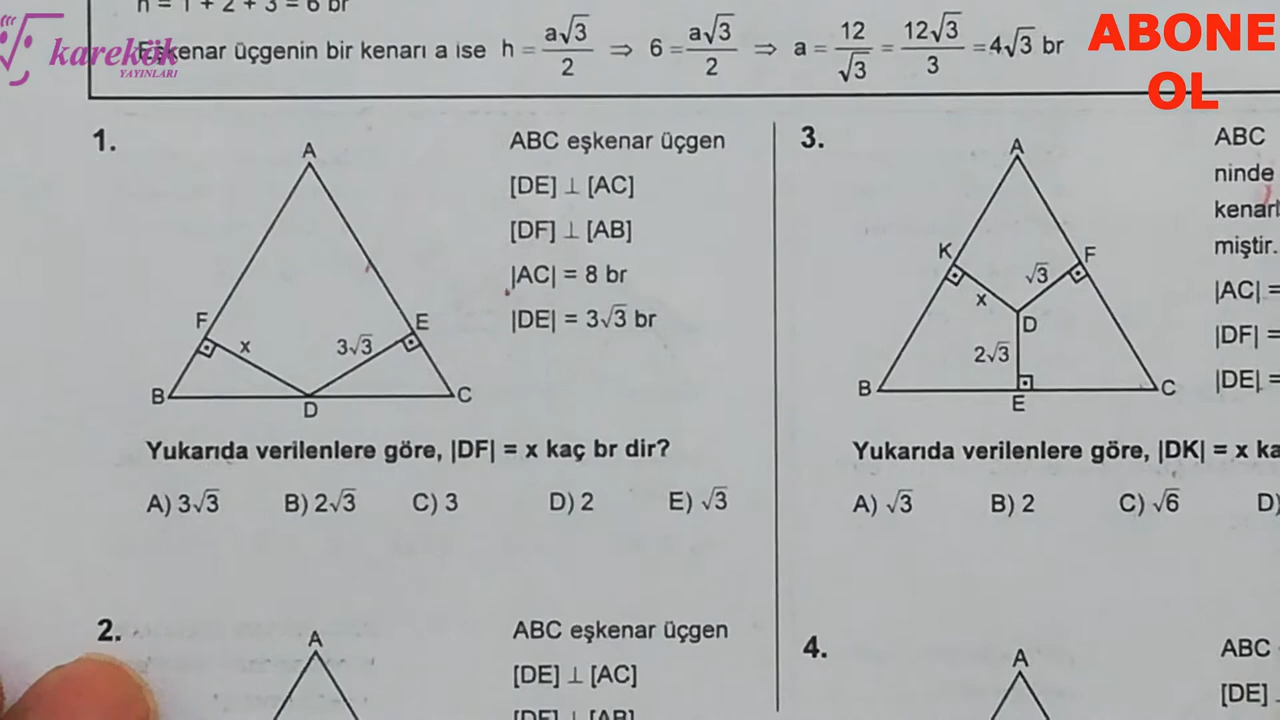 h = 1 + 2 + 3 = 6 br
karekök
YAYINLARI
Eşkenar üçgenin bir kenarı a ise h = a√3/2 ⇒ 6 = a√3/2 ⇒ a = 12/√3 = 12√3/3 = 4√3 br
ABONE
OL
1.
A
F
E
x
3√3
B
D
C
ABC eşkenar üçgen
[DE] ⊥ [AC]
[DF] ⊥ [AB]
|AC| = 8 br
|DE| = 3√3 br
Yukarıda verilenlere göre, |DF| = x kaç br dir?
A) 3√3 B) 2√3 C) 3 D) 2 E) √3
2.
A
ABC eşkenar üçgen
[DE] ⊥ [AC]
[DF] ⊥ [AB]
3.
A
K
F
√3
x
D
2√3
B
E
C
ABC
ninde
kenarl
miştir.
|AC| =
|DF| =
|DE| =
Yukarıda verilenlere göre, |DK| = x ka
A) √3 B) 2 C) √6 D)
4.
A
ABC
[DE]